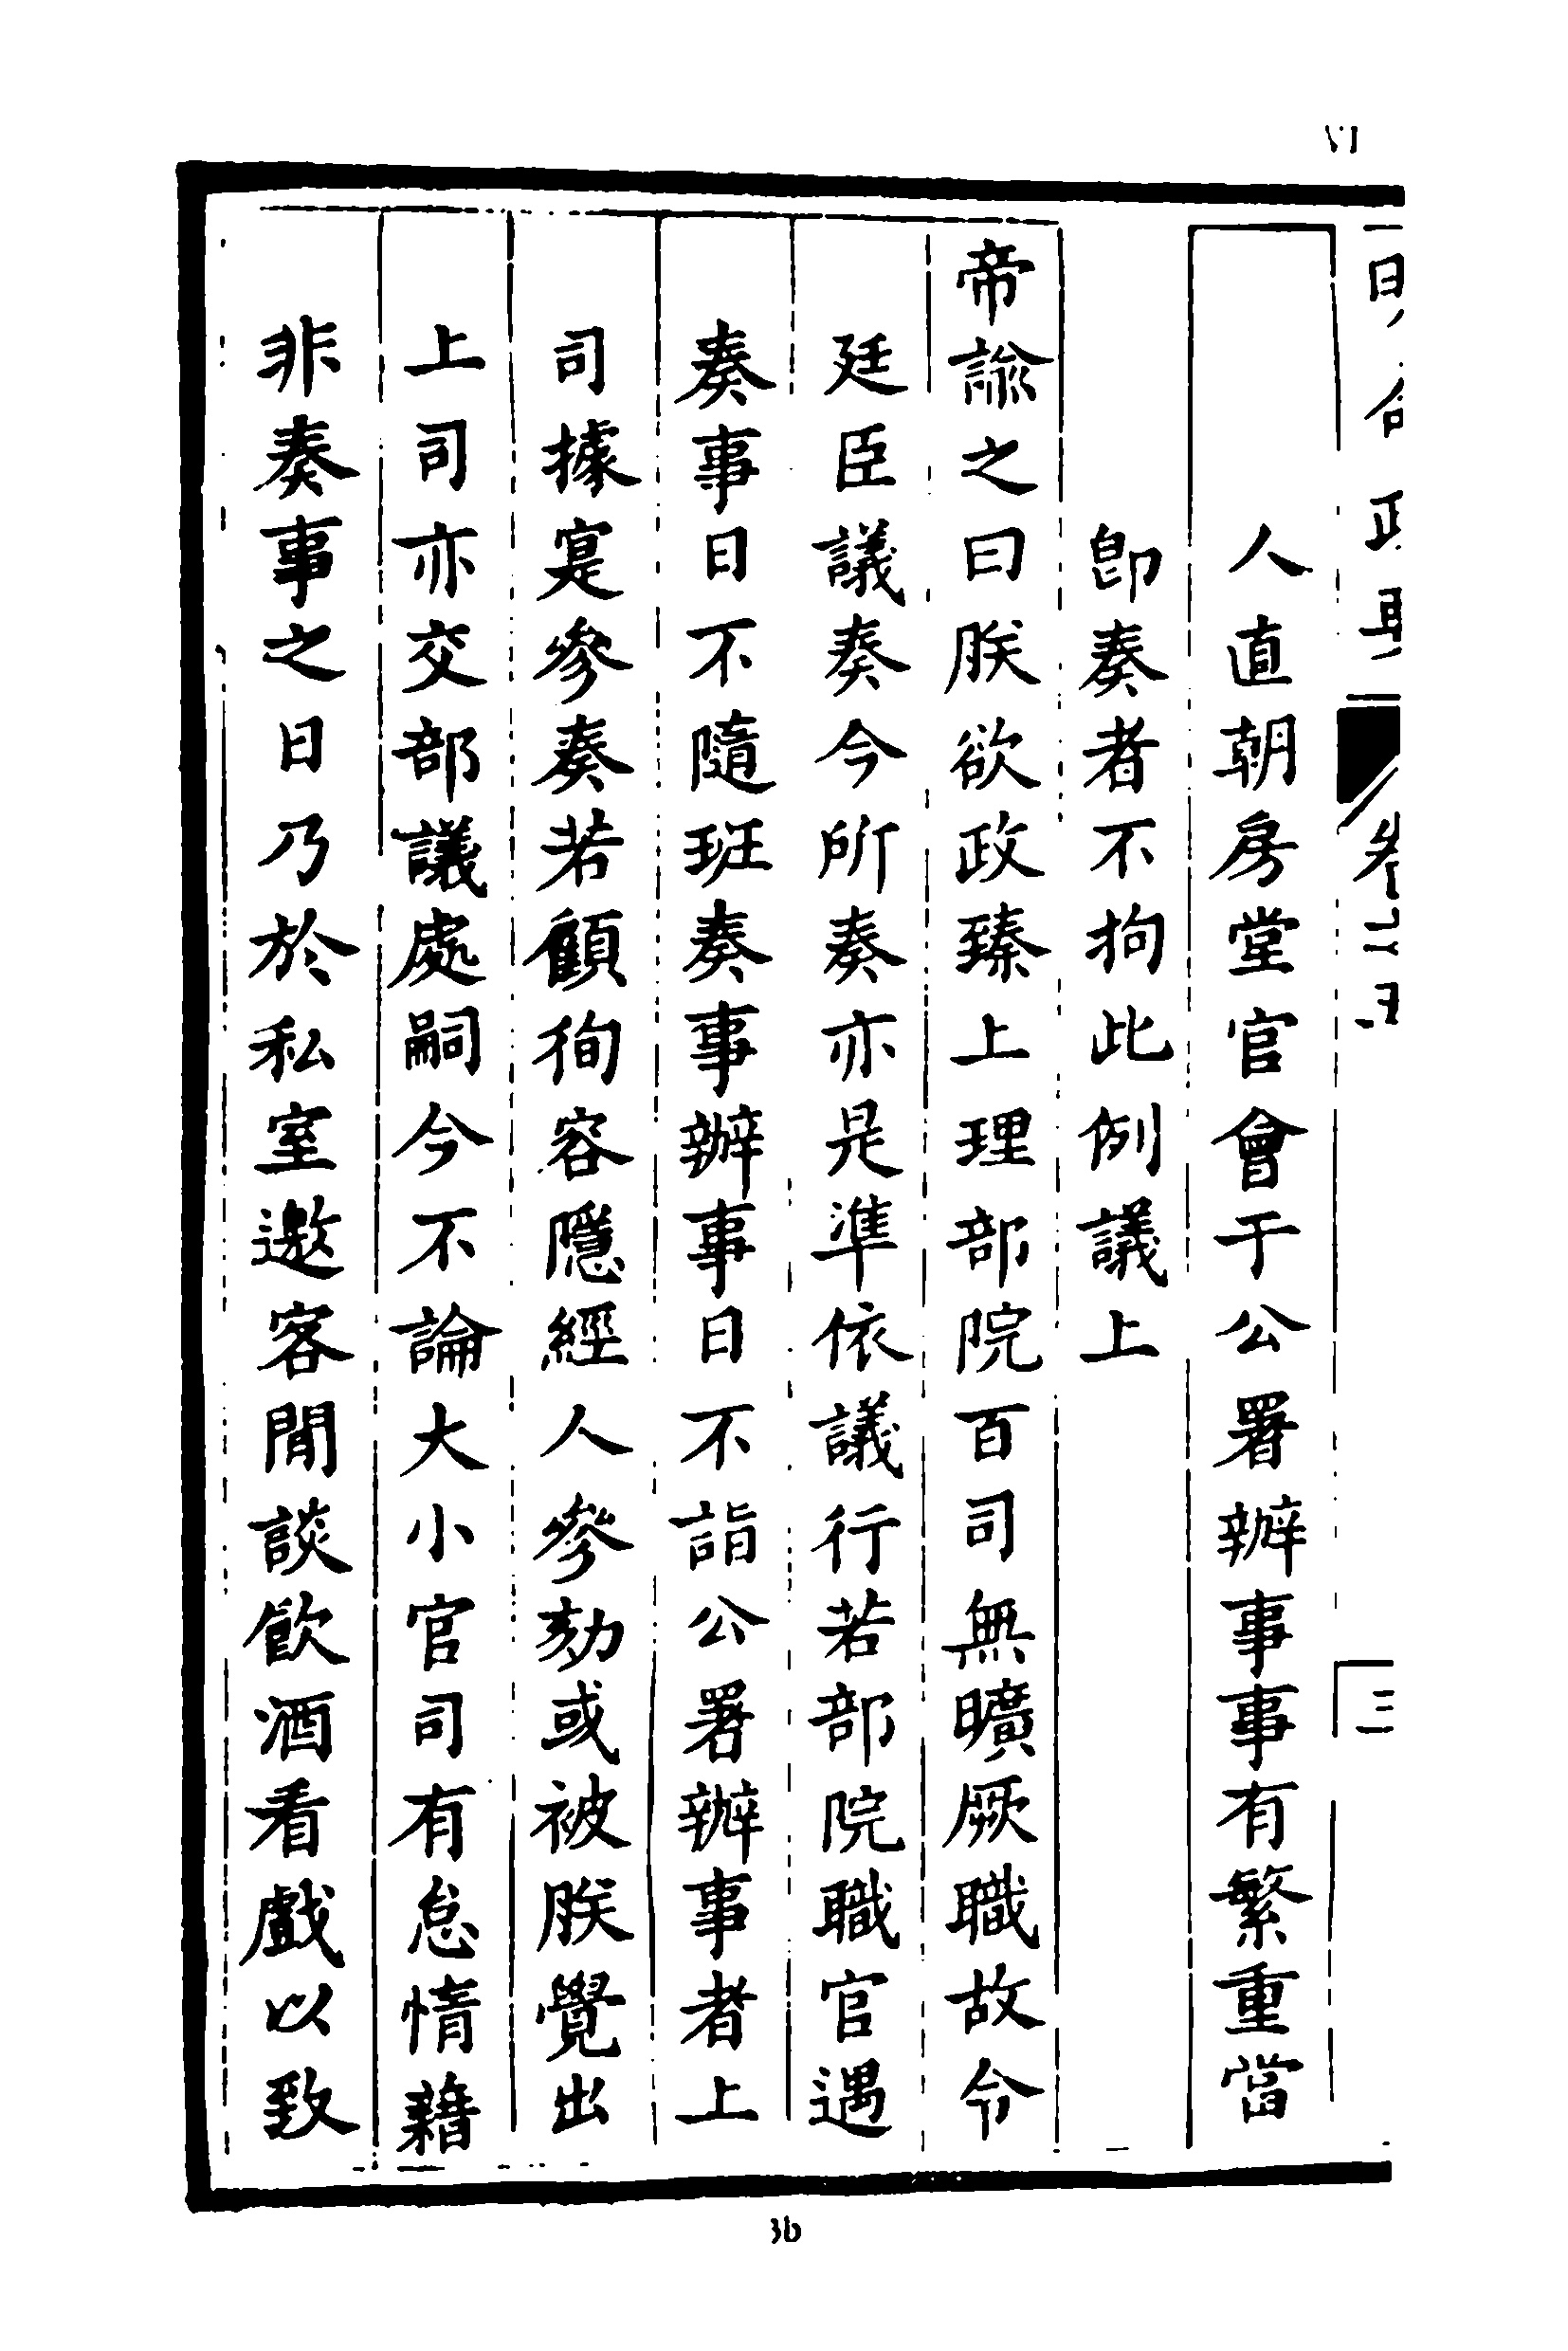 VI
人直朝房堂官會于公署辦事事有繁重當
卽奏者不拘此例議上
帝諭之曰朕欲政臻上理部院百司無曠厥職故令
廷臣議奏今所奏亦是準依議行若部院職官遇
奏事日不隨班奏事辦事日不詣公署辦事者上
司據寔參奏若顧徇容隱經人參劾或被朕覺出
上司亦交部議處嗣今不論大小官司有怠惰藉
非奏事之日乃於私室邀客閒談飮酒看戲以致
3b